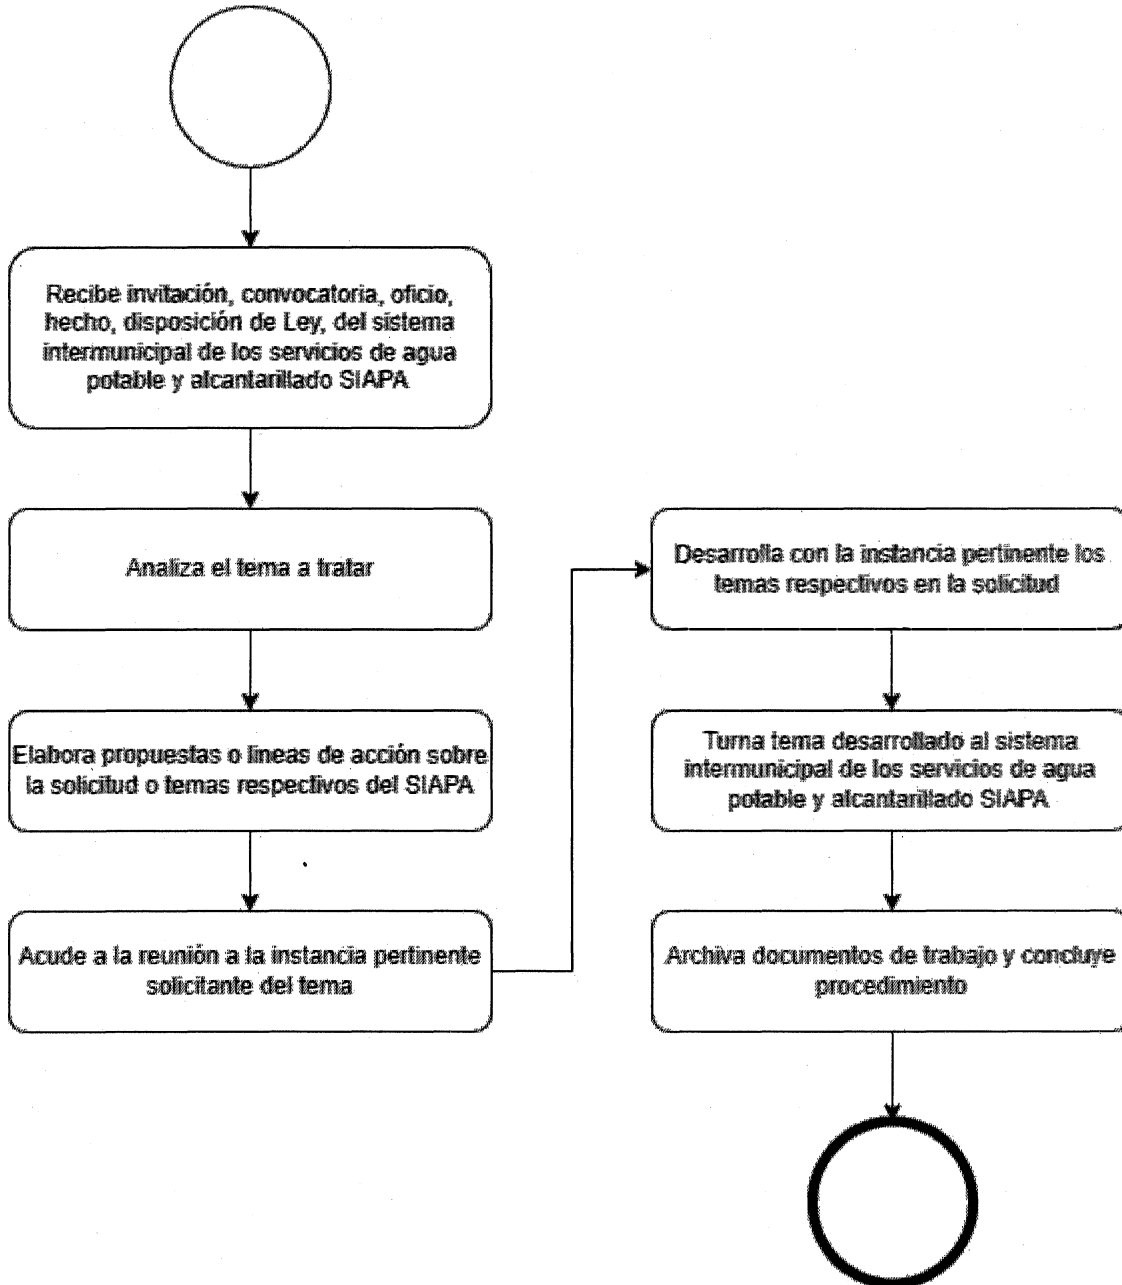 Recibe invitación, convocatoria, oficio,
hecho, disposición de Ley, del sistema
intermunicipal de los servicios de agua
potable y alcantarillado SIAPA
Analiza el tema a tratar
Elabora propuestas o lineas de acción sobre
la solicitud o temas respectivos del SIAPA
Acude a la reunión a la instancia pertinente
solicitante del tema
Desarrolla con la instancia pertinente los
temas respectivos en la solicitud
Turna tema desarrollado al sistema
intermunicipal de los servicios de agua
potable y alcantarillado SIAPA
Archiva documentos de trabajo y concluye
procedimiento